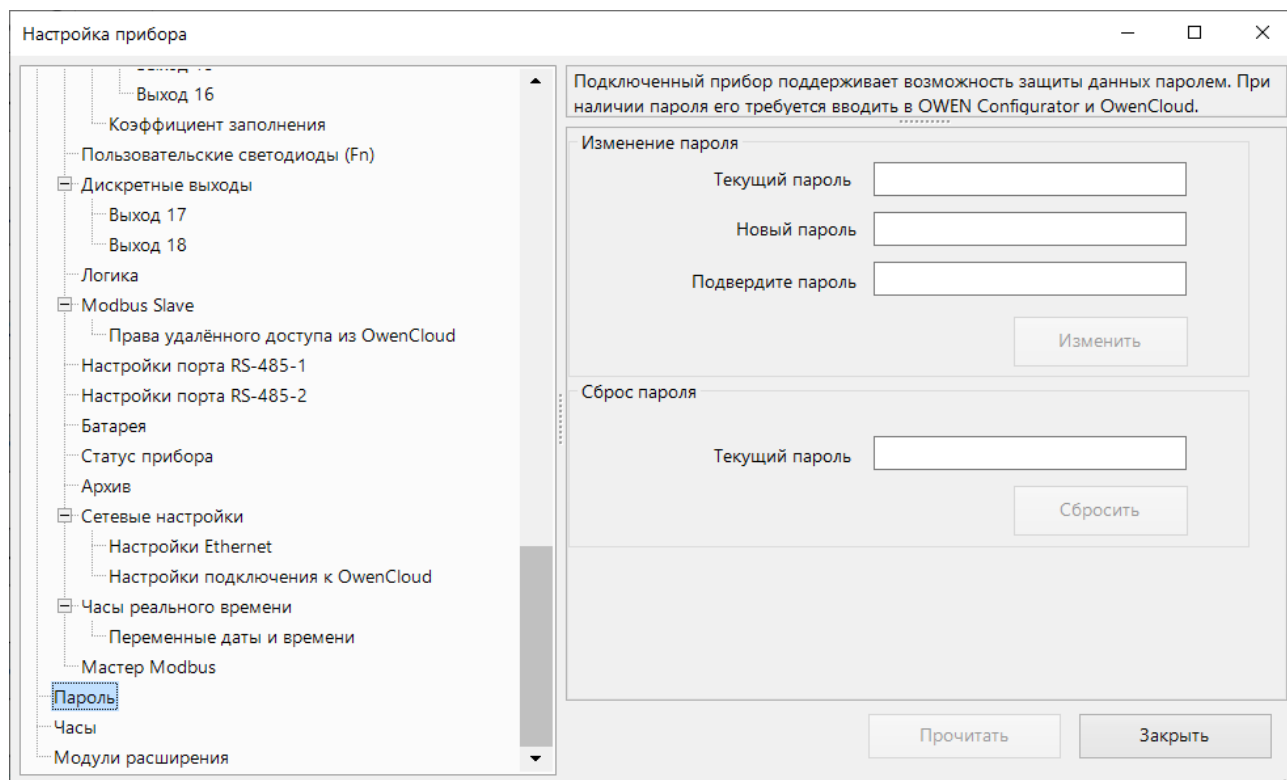 Настройка прибора
Выход 16
Коэффициент заполнения
Пользовательские светодиоды (Fn)
Дискретные выходы
Выход 17
Выход 18
Логика
Modbus Slave
Права удалённого доступа из OwenCloud
Настройки порта RS-485-1
Настройки порта RS-485-2
Батарея
Статус прибора
Архив
Сетевые настройки
Настройки Ethernet
Настройки подключения к OwenCloud
Часы реального времени
Переменные даты и времени
Мастер Modbus
Пароль
Часы
Модули расширения
Подключенный прибор поддерживает возможность защиты данных паролем. При
наличии пароля его требуется вводить в OWEN Configurator и OwenCloud.
Изменение пароля
Текущий пароль
Новый пароль
Подвердите пароль
Изменить
Сброс пароля
Текущий пароль
Сбросить
Прочитать
Закрыть